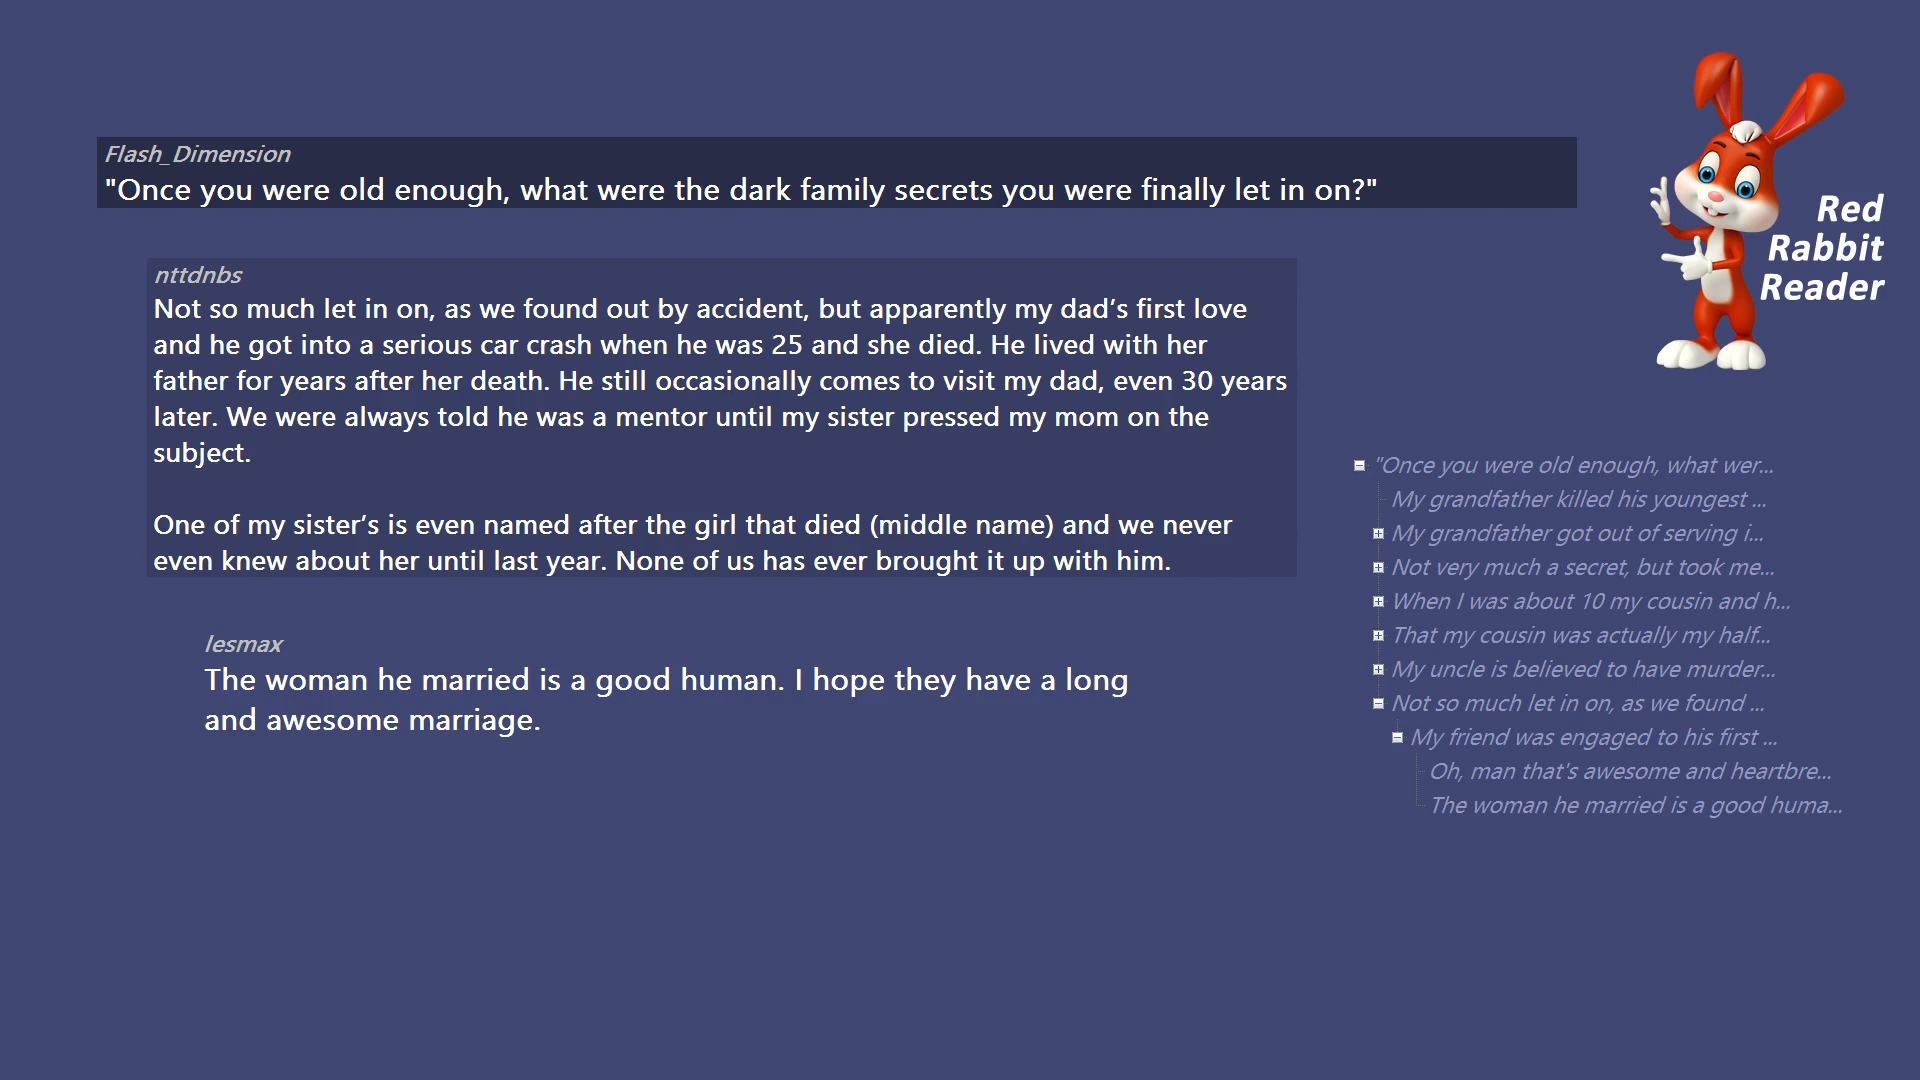 Flash_Dimension
"Once you were old enough, what were the dark family secrets you were finally let in on?"
nttdnbs
Not so much let in on, as we found out by accident, but apparently my dad’s first love
and he got into a serious car crash when he was 25 and she died. He lived with her
father for years after her death. He still occasionally comes to visit my dad, even 30 years
later. We were always told he was a mentor until my sister pressed my mom on the
subject.
One of my sister’s is even named after the girl that died (middle name) and we never
even knew about her until last year. None of us has ever brought it up with him.
lesmax
The woman he married is a good human. I hope they have a long
and awesome marriage.
Red
Rabbit
Reader
"Once you were old enough, what wer...
My grandfather killed his youngest ...
My grandfather got out of serving i...
Not very much a secret, but took me...
When I was about 10 my cousin and h...
That my cousin was actually my half...
My uncle is believed to have murder...
Not so much let in on, as we found ...
My friend was engaged to his first ...
Oh, man that's awesome and heartbre...
The woman he married is a good huma...